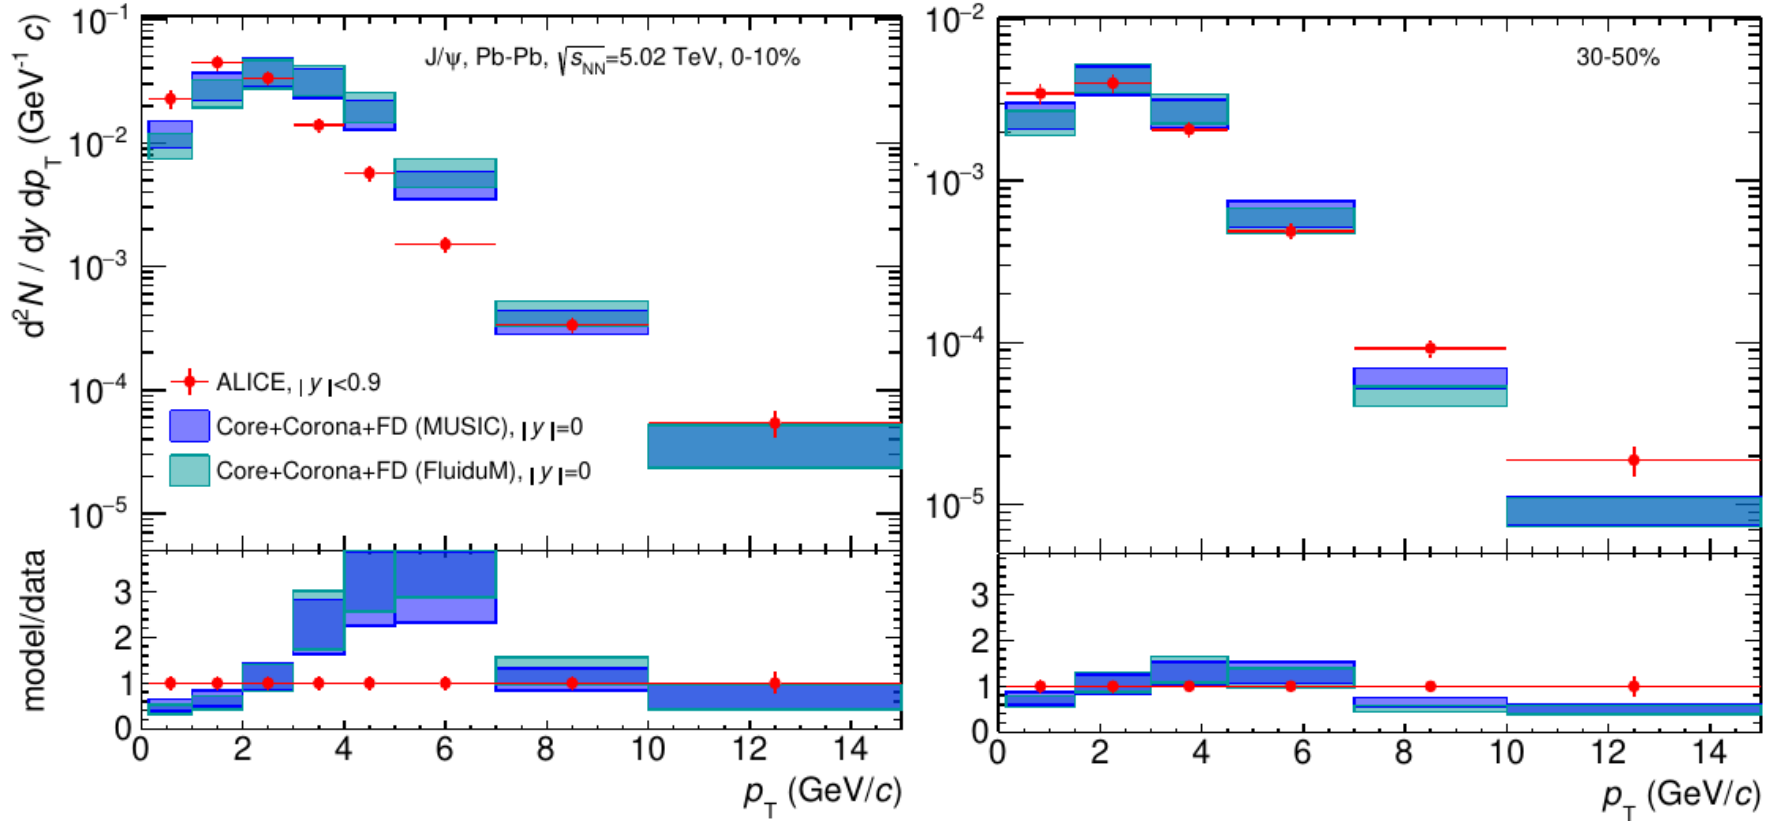 d²N / dy dp_T (GeV⁻¹ c)
10⁻¹
10⁻²
10⁻³
10⁻⁴
10⁻⁵
J/ψ, Pb-Pb, √s_NN=5.02 TeV, 0-10%
ALICE, |y|<0.9
Core+Corona+FD (MUSIC), |y|=0
Core+Corona+FD (FluiduM), |y|=0
model/data
3
2
1
0
0 2 4 6 8 10 12 14
p_T (GeV/c)
10⁻²
10⁻³
10⁻⁴
10⁻⁵
30-50%
3
2
1
0
0 2 4 6 8 10 12 14
p_T (GeV/c)